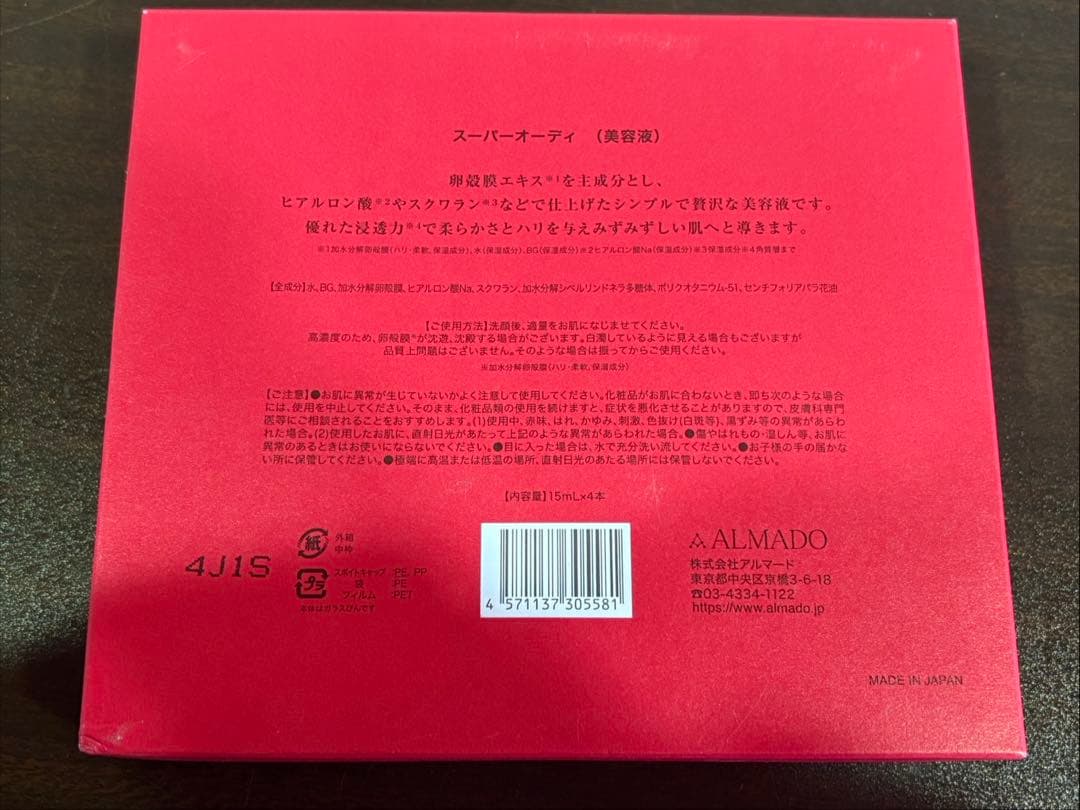 スーパーオーディ （美容液）
卵殻膜エキス※1を主成分とし、
ヒアルロン酸※2やスクワラン※3などで仕上げたシンプルで贅沢な美容液です。
優れた浸透力※4で柔らかさとハリを与えみずみずしい肌へと導きます。
※1加水分解卵殻膜(ハリ・柔軟、保湿成分)、水(保湿成分)、BG(保湿成分)※2ヒアルロン酸Na(保湿成分)※3保湿成分※4角質層まで
【全成分】水、BG、加水分解卵殻膜、ヒアルロン酸Na、スクワラン、加水分解シベルリンドネラ多糖体、ポリクオタニウム-51、センチフォリアバラ花油
【ご使用方法】洗顔後、適量をお肌になじませてください。
高濃度のため、卵殻膜※が沈遊、沈殿する場合がございます。白濁しているように見える場合もございますが
品質上問題はございません。そのような場合は振ってからご使用ください。
※加水分解卵殻膜(ハリ・柔軟、保湿成分)
【ご注意】●お肌に異常が生じていないかよく注意して使用してください。化粧品がお肌に合わないとき、即ち次のような場合
には、使用を中止してください。そのまま、化粧品類の使用を続けますと、症状を悪化させることがありますので、皮膚科専門
医等にご相談されることをおすすめします。(1)使用中、赤味、はれ、かゆみ、刺激、色抜け(白斑等)、黒ずみ等の異常があらわ
れた場合。(2)使用したお肌に、直射日光があたって上記のような異常があらわれた場合。●傷やはれもの・湿しん等、お肌に
異常のあるときはお使いにならないでください。●目に入った場合は、水で充分洗い流してください。●お子様の手の届かな
い所に保管してください。●極端に高温または低温の場所、直射日光のあたる場所には保管しないでください。
【内容量】15mL×4本
4J1S
紙
外箱
中枠
プラ
スポイトキャップ :PE, PP
袋 :PE
フィルム :PET
本体はガラスびんです
4 571137 305581
ALMADO
株式会社アルマード
東京都中央区京橋3-6-18
☎03-4334-1122
https://www.almado.jp
MADE IN JAPAN